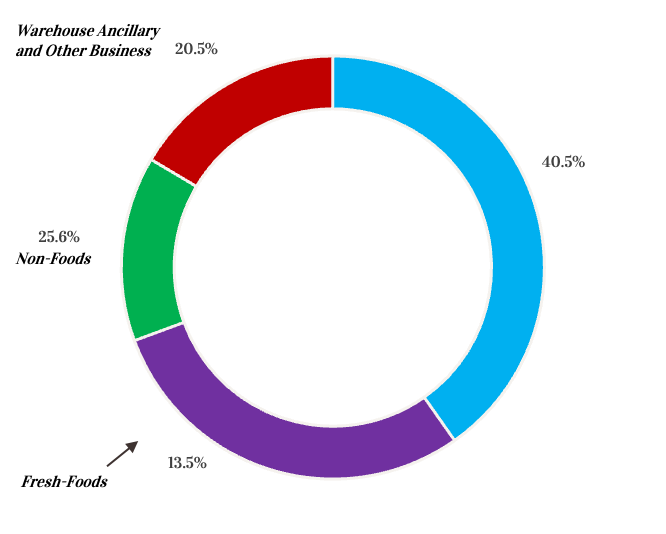 Warehouse Ancillary
and Other Business
20.5%
40.5%
25.6%
Non-Foods
13.5%
Fresh-Foods